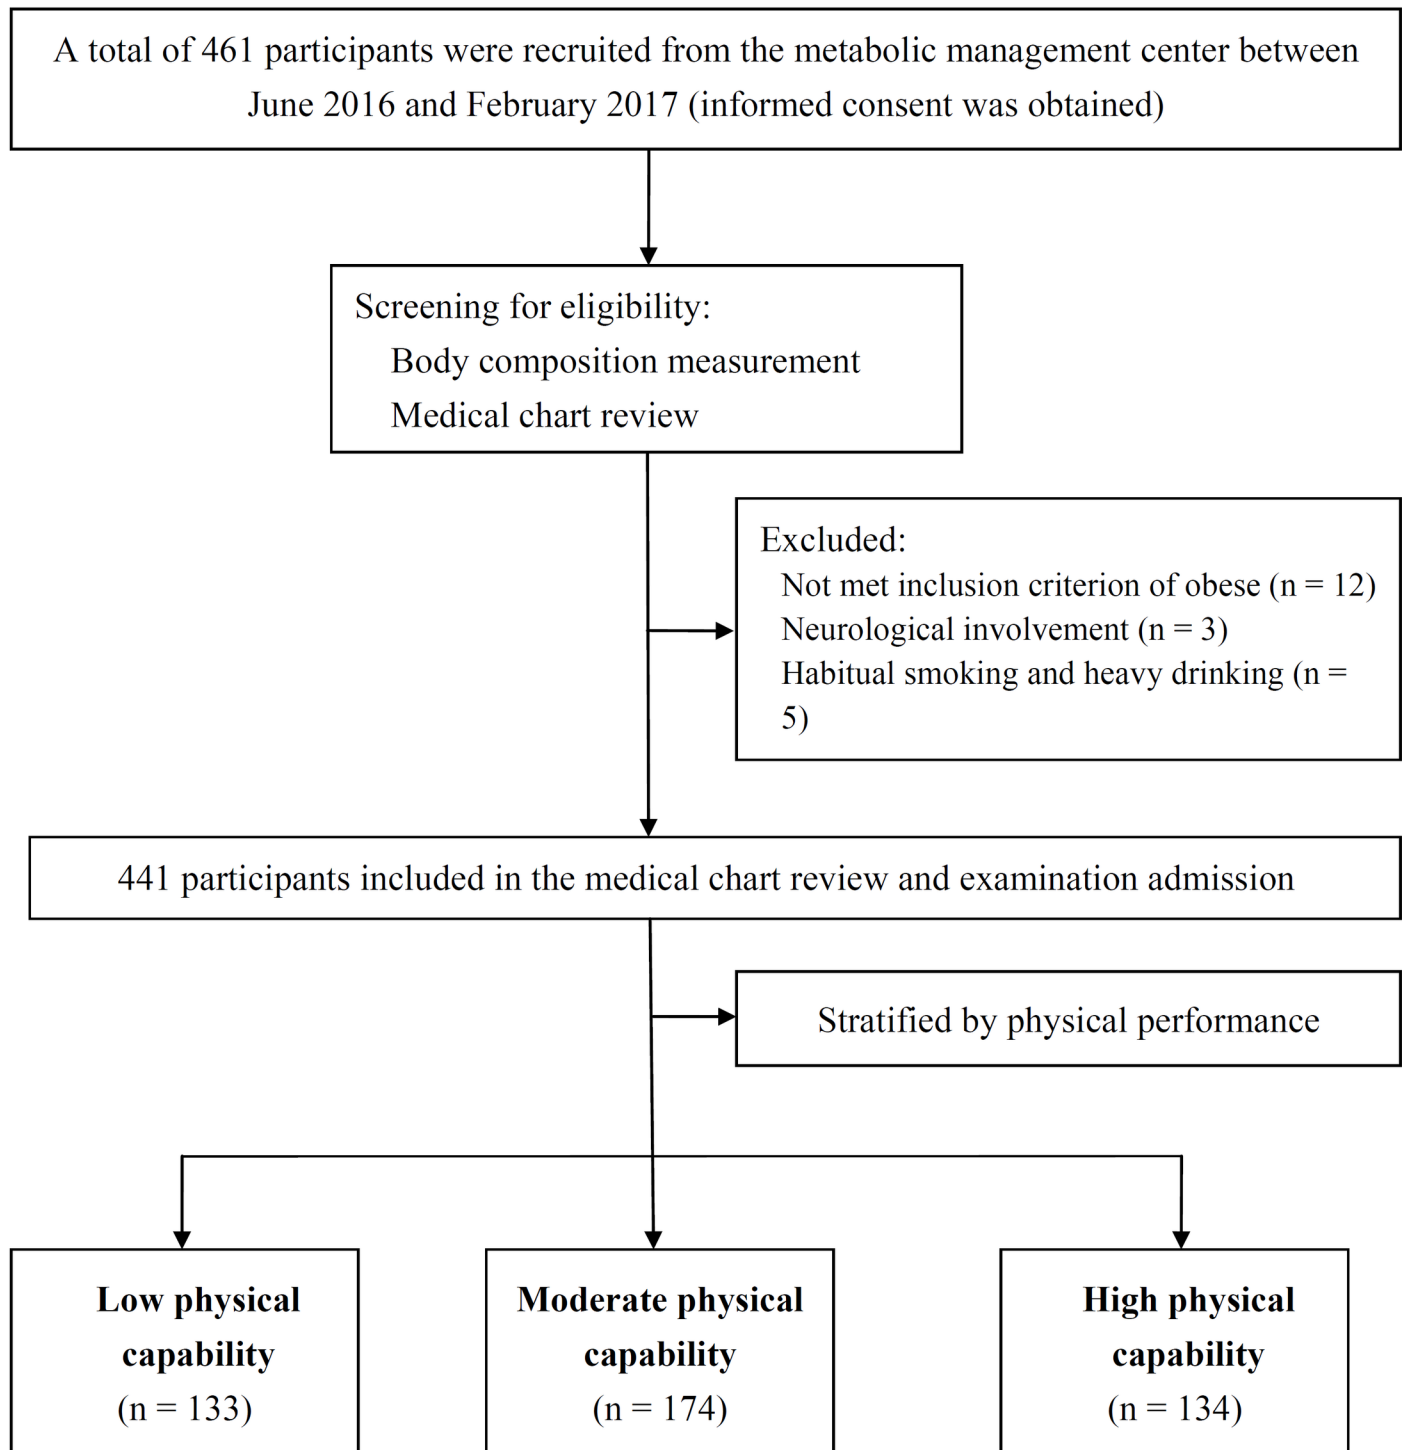 A total of 461 participants were recruited from the metabolic management center between
June 2016 and February 2017 (informed consent was obtained)
Screening for eligibility:
Body composition measurement
Medical chart review
Excluded:
Not met inclusion criterion of obese (n = 12)
Neurological involvement (n = 3)
Habitual smoking and heavy drinking (n =
5)
441 participants included in the medical chart review and examination admission
Stratified by physical performance
Low physical
capability
(n = 133)
Moderate physical
capability
(n = 174)
High physical
capability
(n = 134)